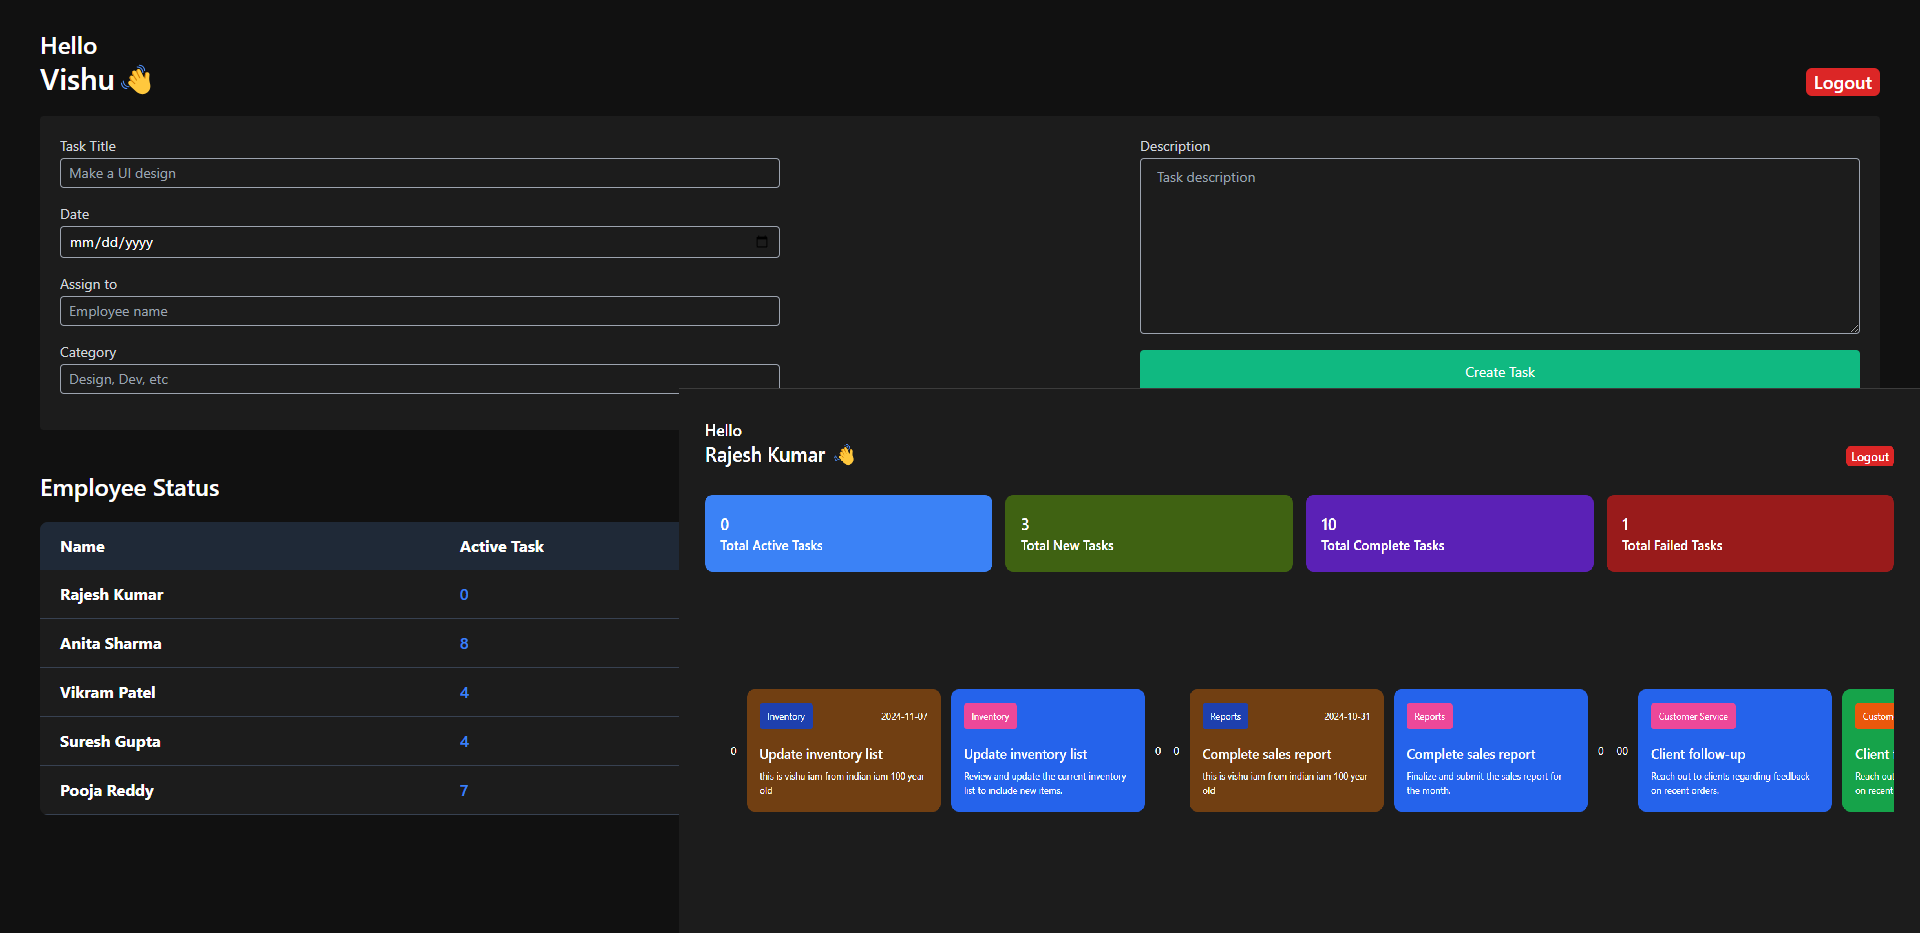 Hello
Vishu 👋
Logout
Task Title
Make a UI design
Date
mm/dd/yyyy
Assign to
Employee name
Category
Design, Dev, etc
Description
Task description
Create Task
Employee Status
Name Active Task
Rajesh Kumar 0
Anita Sharma 8
Vikram Patel 4
Suresh Gupta 4
Pooja Reddy 7
Hello
Rajesh Kumar 👋
Logout
0
Total Active Tasks
3
Total New Tasks
10
Total Complete Tasks
1
Total Failed Tasks
0
Inventory 2024-11-07
Update inventory list
this is vishu iam from indian iam 100 year
old
Inventory
Update inventory list
Review and update the current inventory
list to include new items.
0 0
Reports 2024-10-31
Complete sales report
this is vishu iam from indian iam 100 year
old
Reports
Complete sales report
Finalize and submit the sales report for
the month.
0 00
Customer Service
Client follow-up
Reach out to clients regarding feedback
on recent orders.
Custom
Client
Reach out
on recent